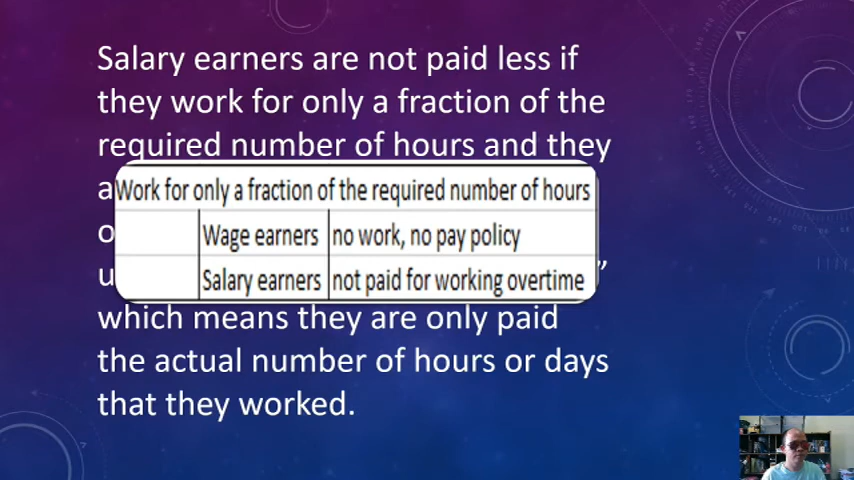 Salary earners are not paid less if
they work for only a fraction of the
required number of hours and they
a
Work for only a fraction of the required number of hours
o
Wage earners no work, no pay policy
u
Salary earners not paid for working overtime
”
which means they are only paid
the actual number of hours or days
that they worked.